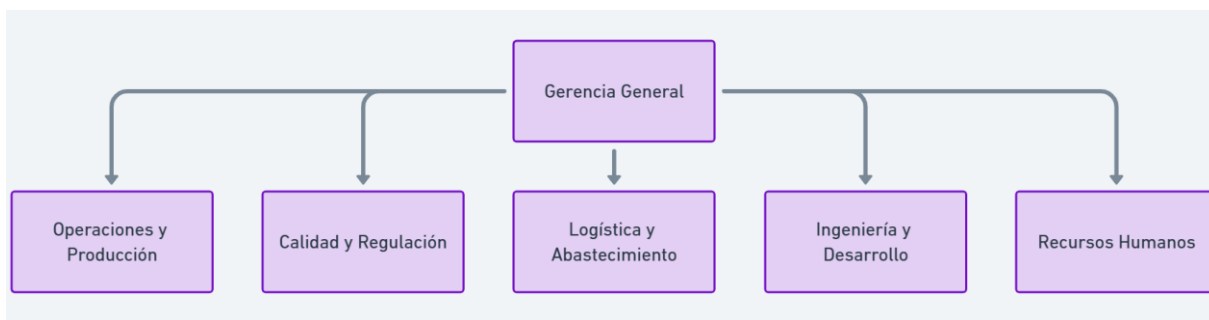 Gerencia General
Operaciones y
Producción
Calidad y Regulación
Logística y
Abastecimiento
Ingeniería y
Desarrollo
Recursos Humanos